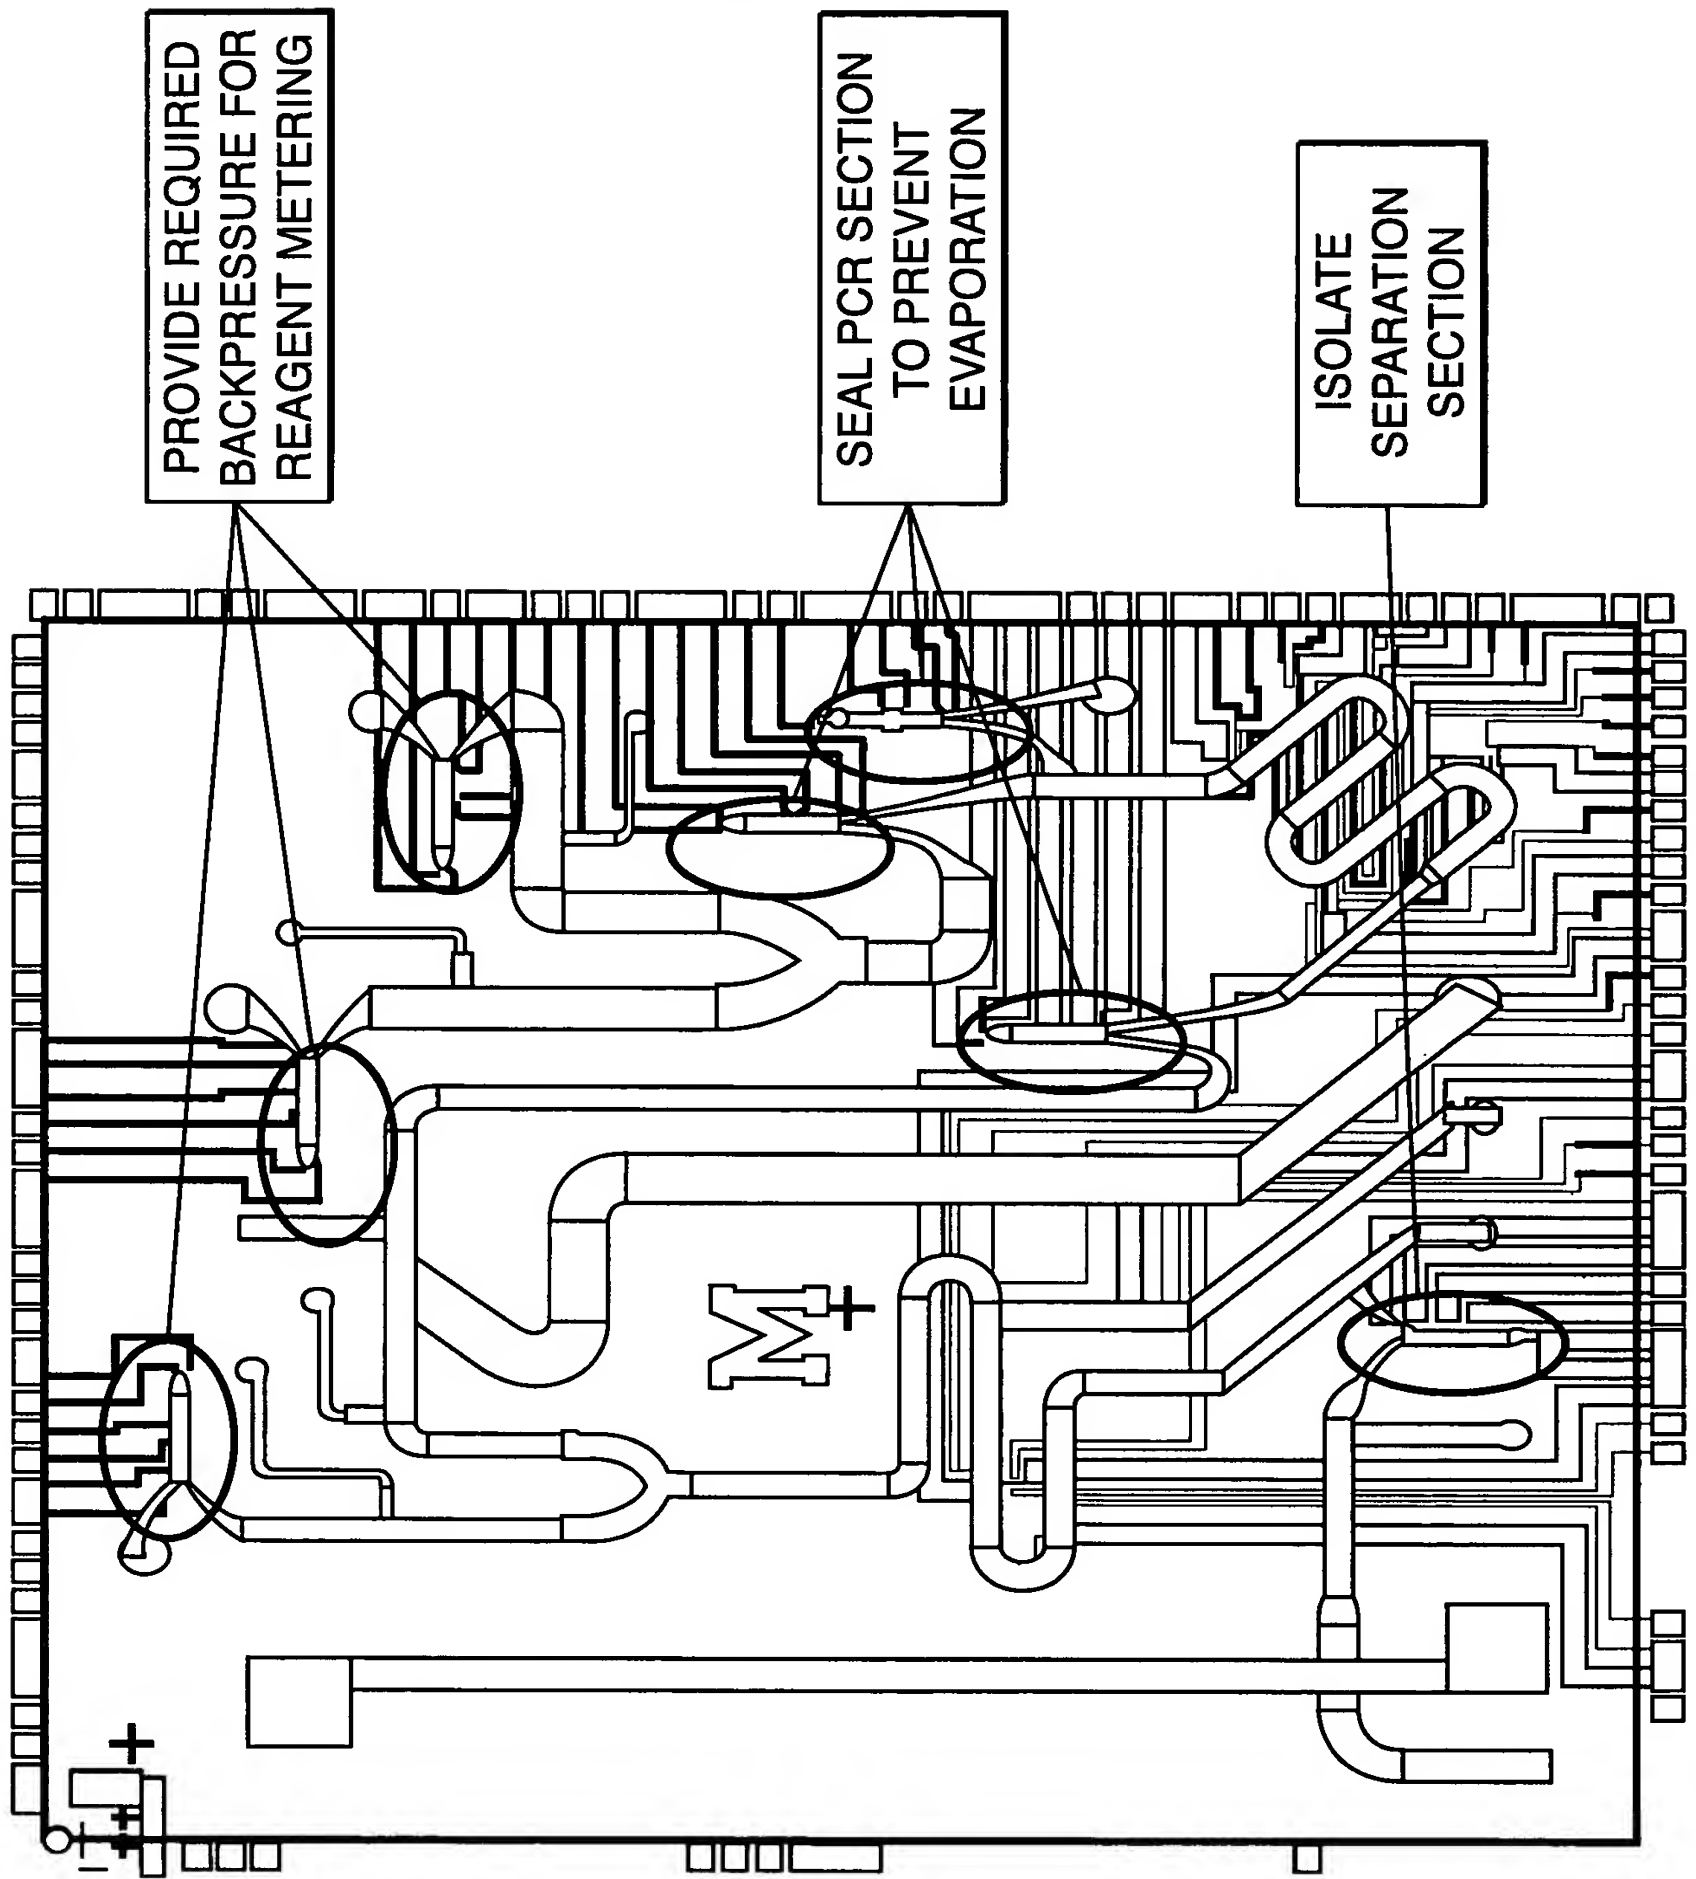 PROVIDE REQUIRED
BACKPRESSURE FOR
REAGENT METERING
SEAL PCR SECTION
TO PREVENT
EVAPORATION
ISOLATE
SEPARATION
SECTION
M